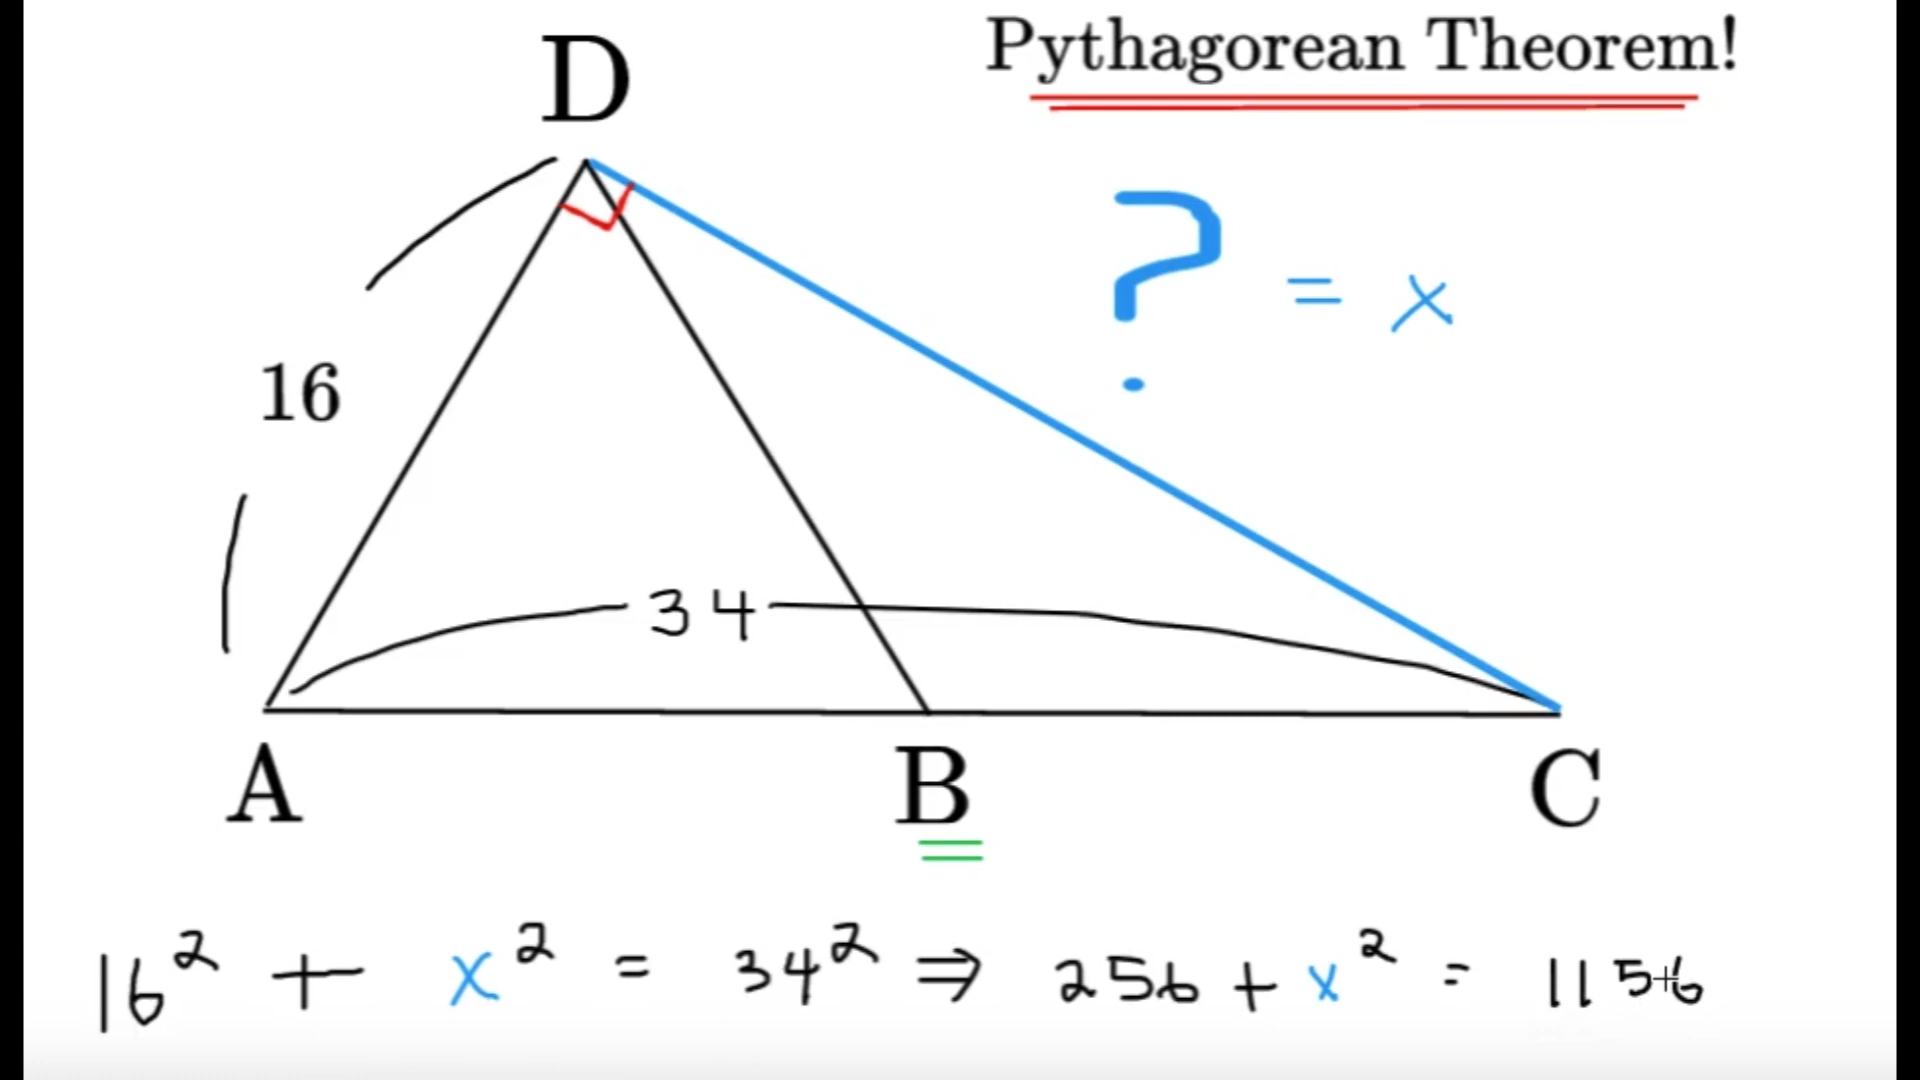 Pythagorean Theorem!
D
? = x
16
34
A B C
16² + x² = 34² ⇒ 256 + x² = 1156